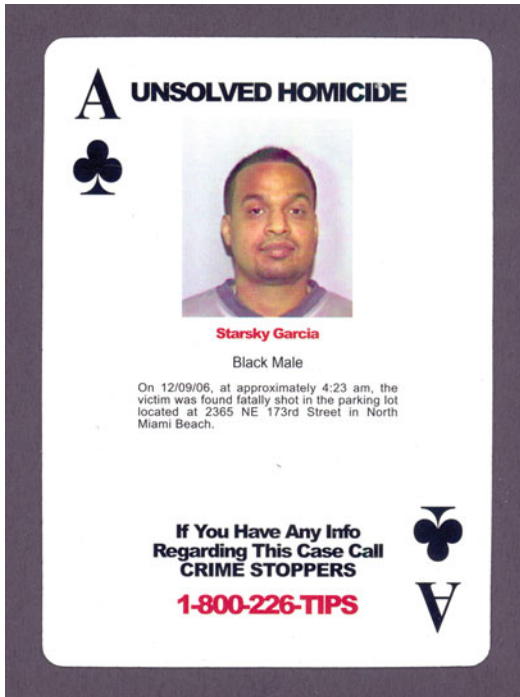 A UNSOLVED HOMICIDE
Starsky Garcia
Black Male
On 12/09/06, at approximately 4:23 am, the
victim was found fatally shot in the parking lot
located at 2365 NE 173rd Street in North
Miami Beach.
If You Have Any Info
Regarding This Case Call
CRIME STOPPERS
1-800-226-TIPS
A